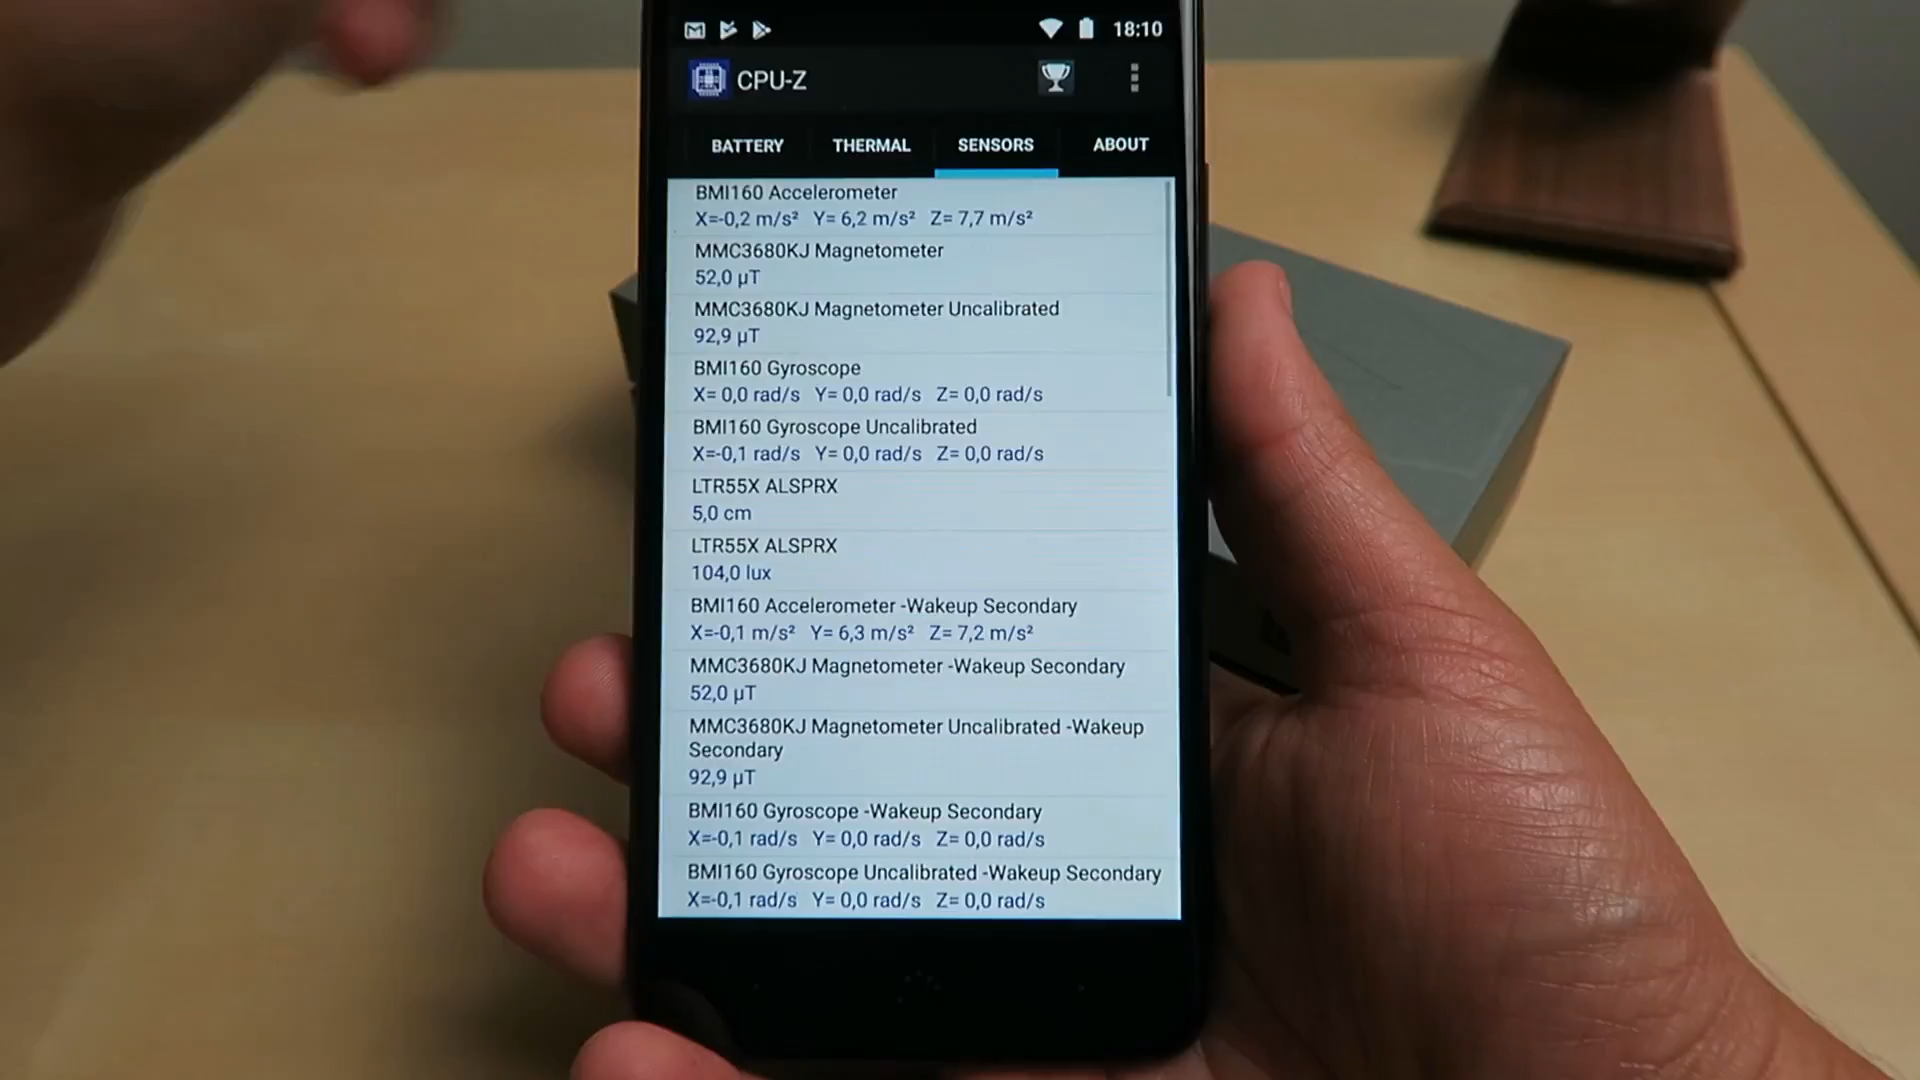 18:10
CPU-Z
BATTERY THERMAL SENSORS ABOUT
BMI160 Accelerometer
X=-0,2 m/s² Y= 6,2 m/s² Z= 7,7 m/s²
MMC3680KJ Magnetometer
52,0 µT
MMC3680KJ Magnetometer Uncalibrated
92,9 µT
BMI160 Gyroscope
X= 0,0 rad/s Y= 0,0 rad/s Z= 0,0 rad/s
BMI160 Gyroscope Uncalibrated
X=-0,1 rad/s Y= 0,0 rad/s Z= 0,0 rad/s
LTR55X ALSPRX
5,0 cm
LTR55X ALSPRX
104,0 lux
BMI160 Accelerometer -Wakeup Secondary
X=-0,1 m/s² Y= 6,3 m/s² Z= 7,2 m/s²
MMC3680KJ Magnetometer -Wakeup Secondary
52,0 µT
MMC3680KJ Magnetometer Uncalibrated -Wakeup
Secondary
92,9 µT
BMI160 Gyroscope -Wakeup Secondary
X=-0,1 rad/s Y= 0,0 rad/s Z= 0,0 rad/s
BMI160 Gyroscope Uncalibrated -Wakeup Secondary
X=-0,1 rad/s Y= 0,0 rad/s Z= 0,0 rad/s